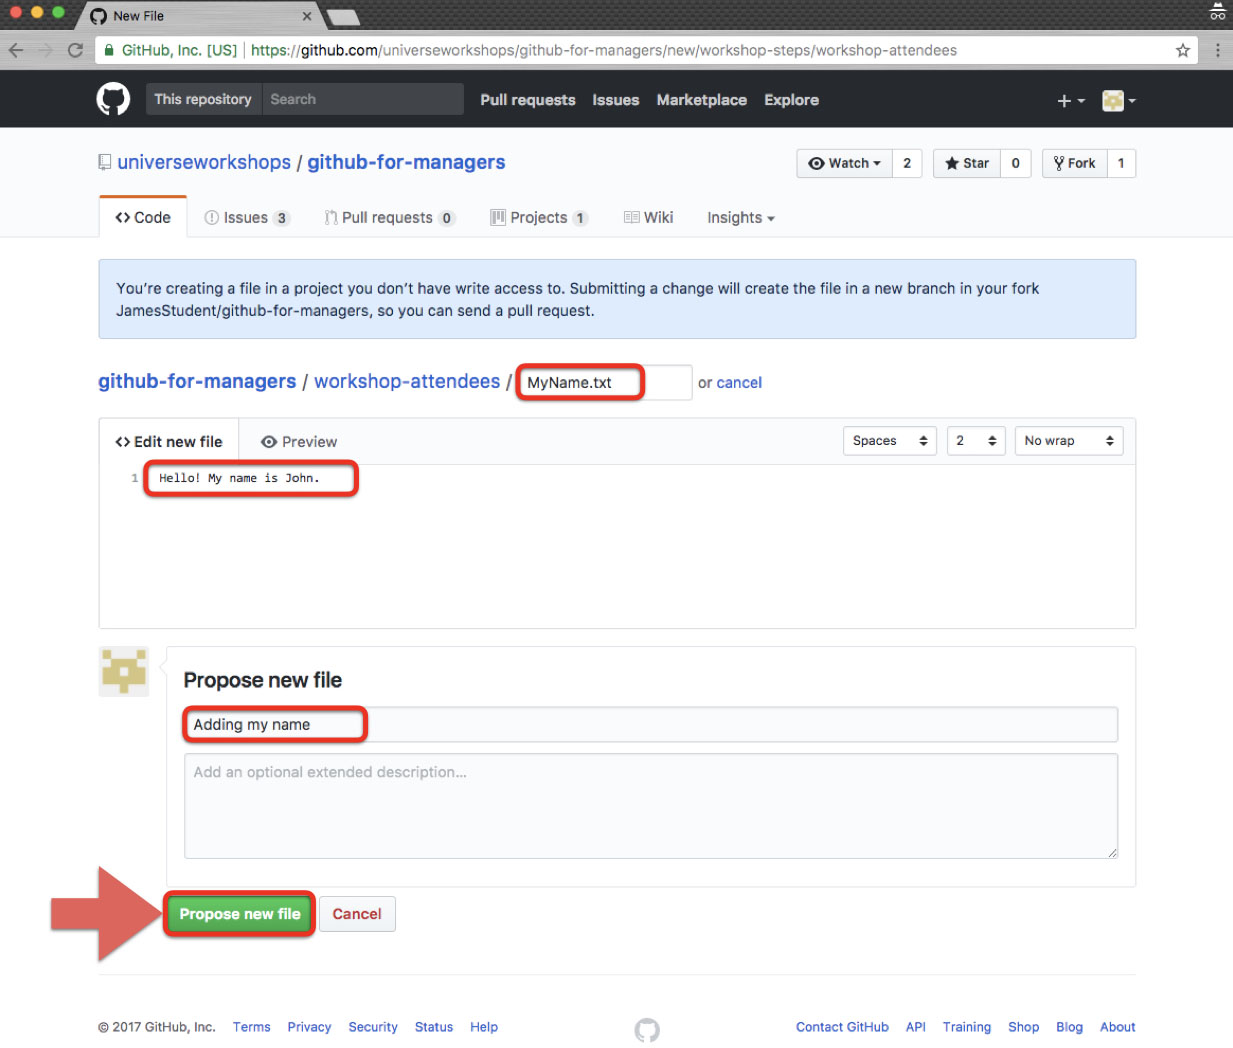 New File
GitHub, Inc. [US] | https://github.com/universeworkshops/github-for-managers/new/workshop-steps/workshop-attendees
This repository Search Pull requests Issues Marketplace Explore
universeworkshops / github-for-managers Watch 2 Star 0 Fork 1
Code Issues 3 Pull requests 0 Projects 1 Wiki Insights
You’re creating a file in a project you don’t have write access to. Submitting a change will create the file in a new branch in your fork
JamesStudent/github-for-managers, so you can send a pull request.
github-for-managers / workshop-attendees / MyName.txt or cancel
<> Edit new file Preview Spaces 2 No wrap
1 Hello! My name is John.
Propose new file
Adding my name
Add an optional extended description...
Propose new file Cancel
© 2017 GitHub, Inc. Terms Privacy Security Status Help Contact GitHub API Training Shop Blog About